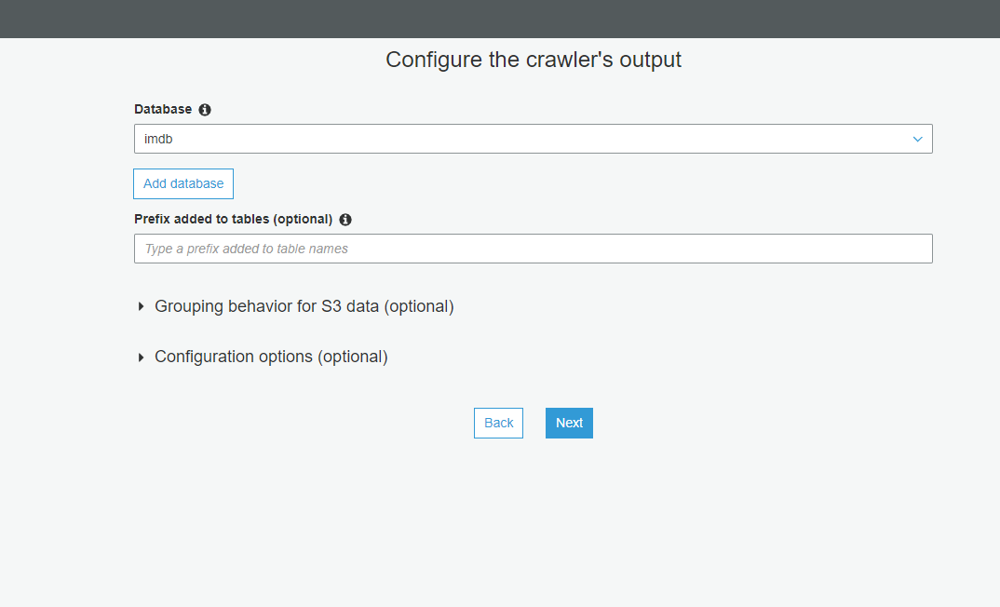 Configure the crawler's output
Database
imdb
Add database
Prefix added to tables (optional)
Type a prefix added to table names
Grouping behavior for S3 data (optional)
Configuration options (optional)
Back Next